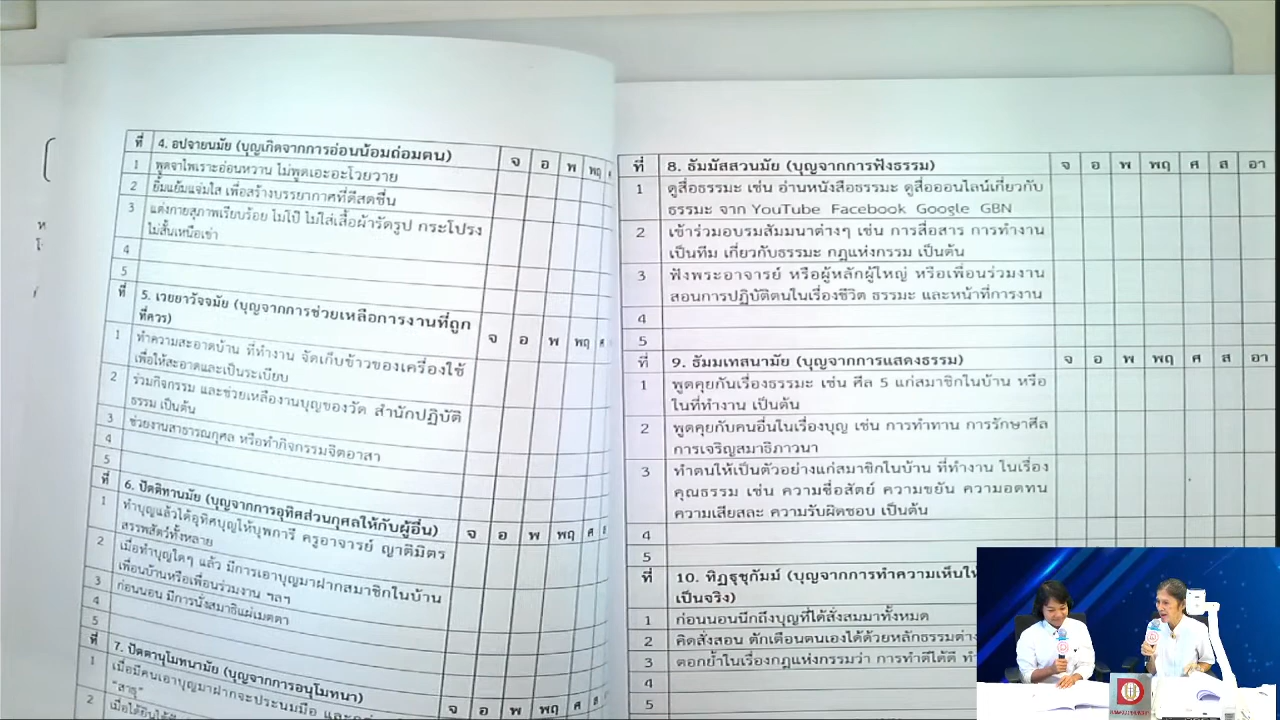 ที่ 4. อปจายนมัย (บุญเกิดจากการอ่อนน้อมถ่อมตน) จ อ พ พฤ
1 พูดจาไพเราะอ่อนหวาน ไม่พูดเอะอะโวยวาย
2 ยิ้มแย้มแจ่มใส เพื่อสร้างบรรยากาศที่ดีสดชื่น
3 แต่งกายสุภาพเรียบร้อย ไม่โป๊ ไม่ใส่เสื้อผ้ารัดรูป กระโปรง
ไม่สั้นเหนือเข่า
4
5
ที่ 5. เวยยาวัจจมัย (บุญจากการช่วยเหลือการงานที่ถูก
ที่ควร) จ อ พ พฤ ศ
1 ทำความสะอาดบ้าน ที่ทำงาน จัดเก็บข้าวของเครื่องใช้
เพื่อให้สะอาดและเป็นระเบียบ
2 ร่วมกิจกรรม และช่วยเหลืองานบุญของวัด สำนักปฏิบัติ
ธรรม เป็นต้น
3 ช่วยงานสาธารณกุศล หรือทำกิจกรรมจิตอาสา
4
5
ที่ 6. ปัตติทานมัย (บุญจากการอุทิศส่วนกุศลให้กับผู้อื่น) จ อ พ พฤ ศ
1 ทำบุญแล้วได้อุทิศบุญให้บุพการี ครูอาจารย์ ญาติมิตร
สรรพสัตว์ทั้งหลาย
2 เมื่อทำบุญใดๆ แล้ว มีการเอาบุญมาฝากสมาชิกในบ้าน
เพื่อนบ้านหรือเพื่อนร่วมงาน ฯลฯ
3 ก่อนนอน มีการนั่งสมาธิแผ่เมตตา
4
5
ที่ 7. ปัตตานุโมทนามัย (บุญจากการอนุโมทนา) จ อ พ พฤ ศ ส
1 เมื่อมีคนเอาบุญมาฝากจะประนมมือ และกล่
"สาธุ"
2
ที่ 8. ธัมมัสสวนมัย (บุญจากการฟังธรรม) จ อ พ พฤ ศ ส อา
1 ดูสื่อธรรมะ เช่น อ่านหนังสือธรรมะ ดูสื่อออนไลน์เกี่ยวกับ
ธรรมะ จาก YouTube Facebook Google GBN
2 เข้าร่วมอบรมสัมมนาต่างๆ เช่น การสื่อสาร การทำงาน
เป็นทีม เกี่ยวกับธรรมะ กฎแห่งกรรม เป็นต้น
3 ฟังพระอาจารย์ หรือผู้หลักผู้ใหญ่ หรือเพื่อนร่วมงาน
สอนการปฏิบัติตนในเรื่องชีวิต ธรรมะ และหน้าที่การงาน
4
5
ที่ 9. ธัมมเทสนามัย (บุญจากการแสดงธรรม) จ อ พ พฤ ศ ส อา
1 พูดคุยกันเรื่องธรรมะ เช่น ศีล 5 แก่สมาชิกในบ้าน หรือ
ในที่ทำงาน เป็นต้น
2 พูดคุยกับคนอื่นในเรื่องบุญ เช่น การทำทาน การรักษาศีล
การเจริญสมาธิภาวนา
3 ทำตนให้เป็นตัวอย่างแก่สมาชิกในบ้าน ที่ทำงาน ในเรื่อง
คุณธรรม เช่น ความซื่อสัตย์ ความขยัน ความอดทน
ความเสียสละ ความรับผิดชอบ เป็นต้น
4
5
ที่ 10. ทิฏฐุชุกัมม์ (บุญจากการทำความเห็นให้
เป็นจริง)
1 ก่อนนอนนึกถึงบุญที่ได้สั่งสมมาทั้งหมด
2 คิดสั่งสอน ตักเตือนตนเองได้ด้วยหลักธรรมต่าง
3 ตอกย้ำในเรื่องกฎแห่งกรรมว่า การทำดีได้ดี ทำ
4
5